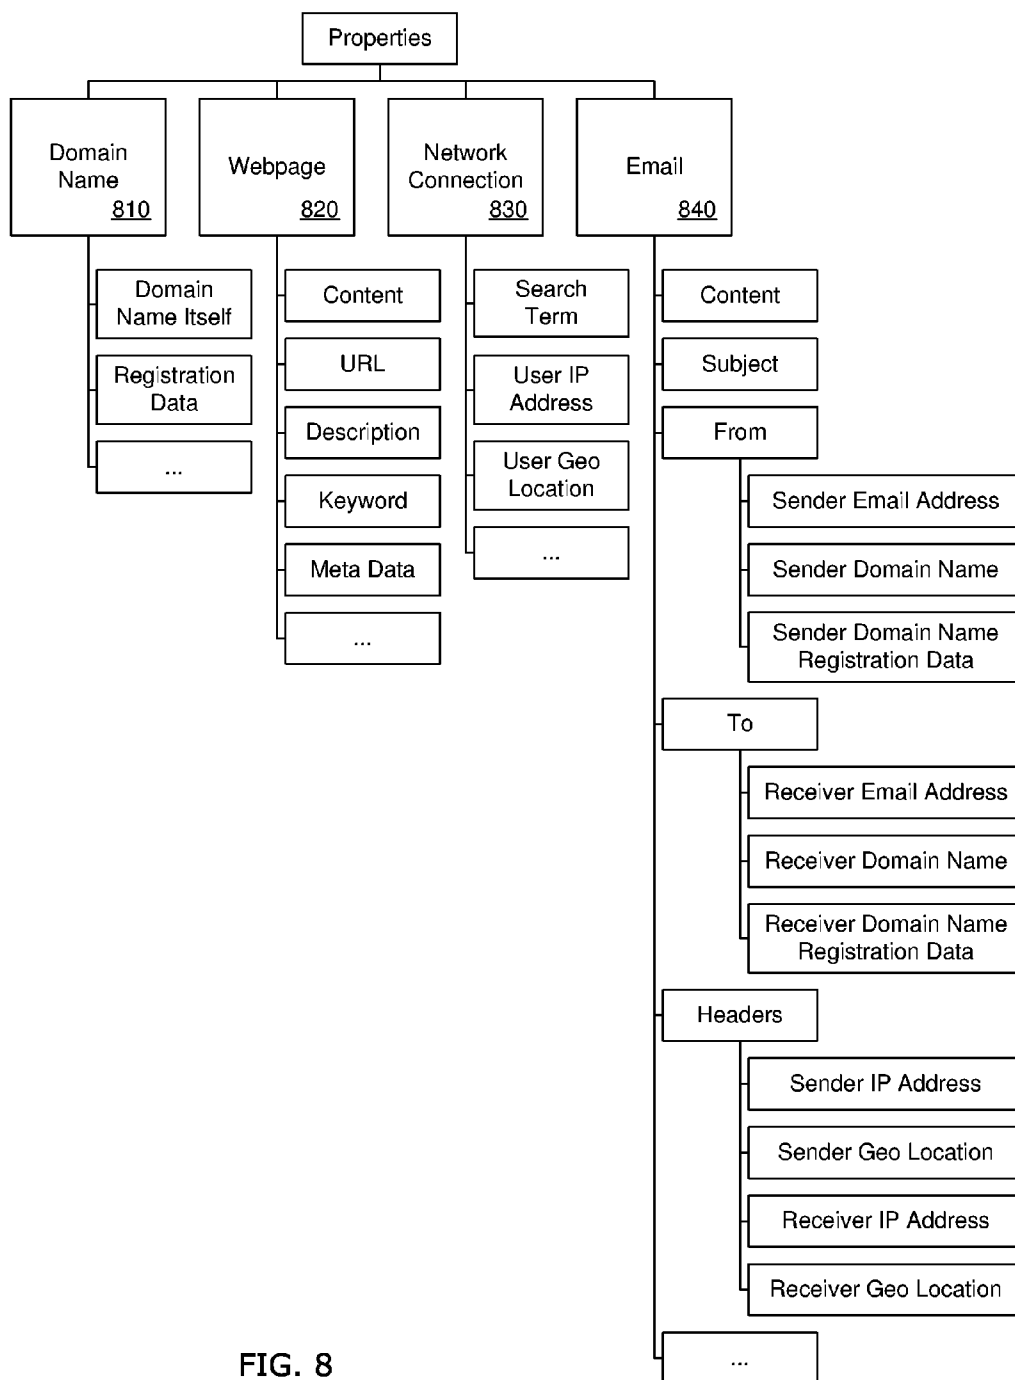 Properties
Domain
Name
810
Webpage
820
Network
Connection
830
Email
840
Domain
Name Itself
Registration
Data
...
Content
URL
Description
Keyword
Meta Data
...
Search
Term
User IP
Address
User Geo
Location
...
Content
Subject
From
Sender Email Address
Sender Domain Name
Sender Domain Name
Registration Data
To
Receiver Email Address
Receiver Domain Name
Receiver Domain Name
Registration Data
Headers
Sender IP Address
Sender Geo Location
Receiver IP Address
Receiver Geo Location
...
FIG. 8